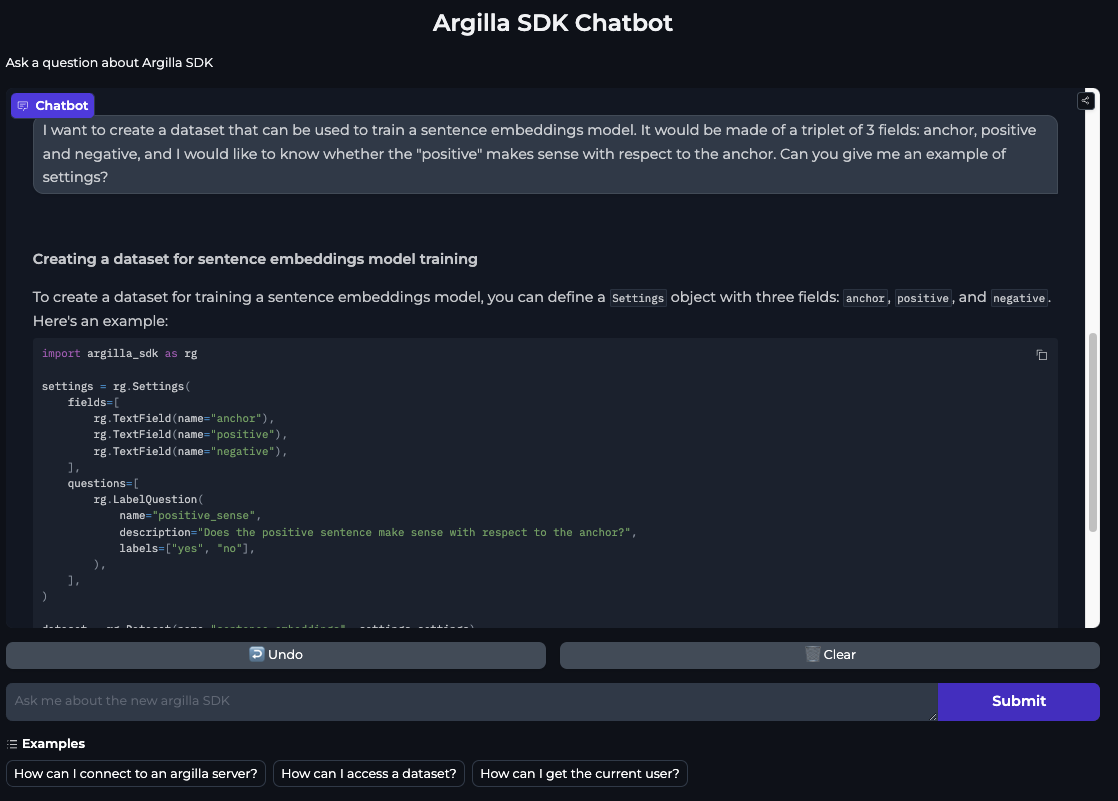 Argilla SDK Chatbot
Ask a question about Argilla SDK
Chatbot
I want to create a dataset that can be used to train a sentence embeddings model. It would be made of a triplet of 3 fields: anchor, positive
and negative, and I would like to know whether the "positive" makes sense with respect to the anchor. Can you give me an example of
settings?
Creating a dataset for sentence embeddings model training
To create a dataset for training a sentence embeddings model, you can define a Settings object with three fields: anchor, positive, and negative.
Here's an example:
import argilla_sdk as rg
settings = rg.Settings(
    fields=[
        rg.TextField(name="anchor"),
        rg.TextField(name="positive"),
        rg.TextField(name="negative"),
    ],
    questions=[
        rg.LabelQuestion(
            name="positive_sense",
            description="Does the positive sentence make sense with respect to the anchor?",
            labels=["yes", "no"],
        ),
    ],
)
dataset = rg.Dataset(name="sentence_embeddings", settings=settings)
Undo
Clear
Ask me about the new argilla SDK
Submit
Examples
How can I connect to an argilla server?
How can I access a dataset?
How can I get the current user?